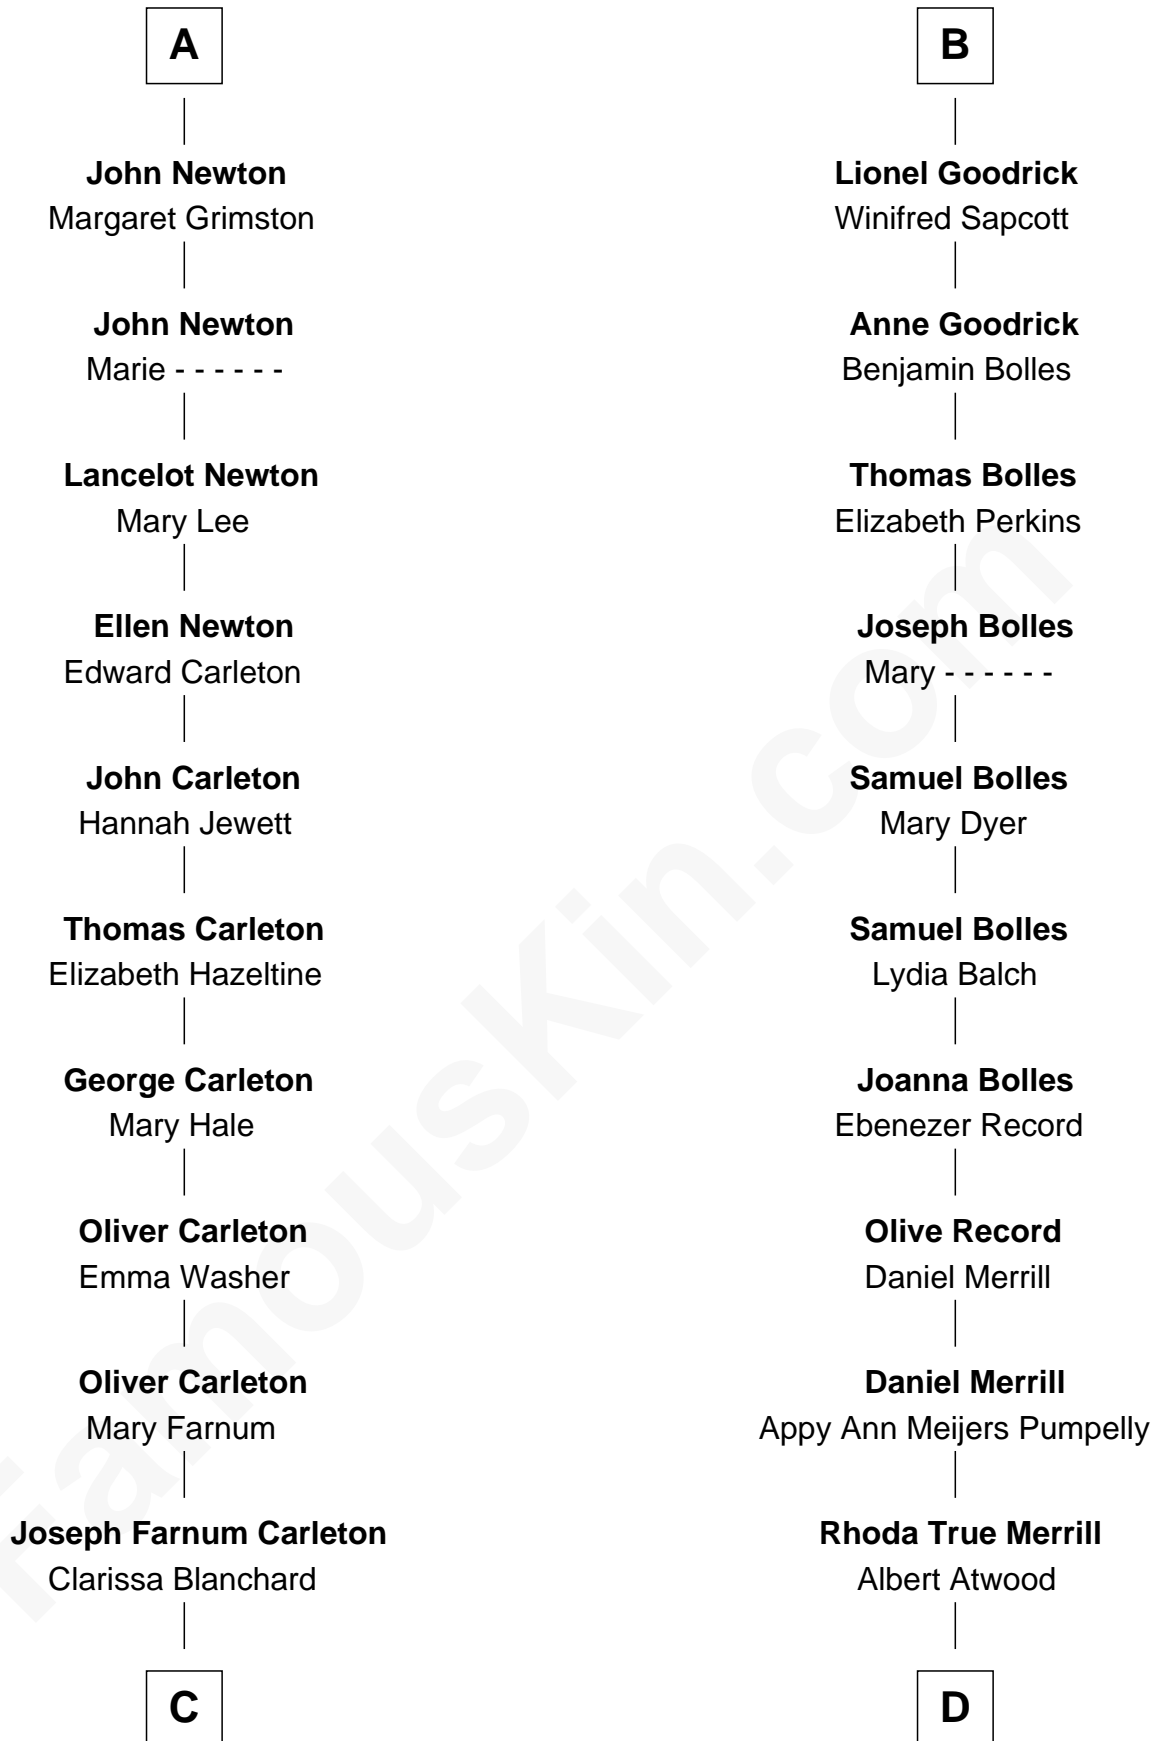 A
John Newton
Margaret Grimston
John Newton
Marie - - - - - -
Lancelot Newton
Mary Lee
Ellen Newton
Edward Carleton
John Carleton
Hannah Jewett
Thomas Carleton
Elizabeth Hazeltine
George Carleton
Mary Hale
Oliver Carleton
Emma Washer
Oliver Carleton
Mary Farnum
Joseph Farnum Carleton
Clarissa Blanchard
C
B
Lionel Goodrick
Winifred Sapcott
Anne Goodrick
Benjamin Bolles
Thomas Bolles
Elizabeth Perkins
Joseph Bolles
Mary - - - - - -
Samuel Bolles
Mary Dyer
Samuel Bolles
Lydia Balch
Joanna Bolles
Ebenezer Record
Olive Record
Daniel Merrill
Daniel Merrill
Appy Ann Meijers Pumpelly
Rhoda True Merrill
Albert Atwood
D
FamousKin.com